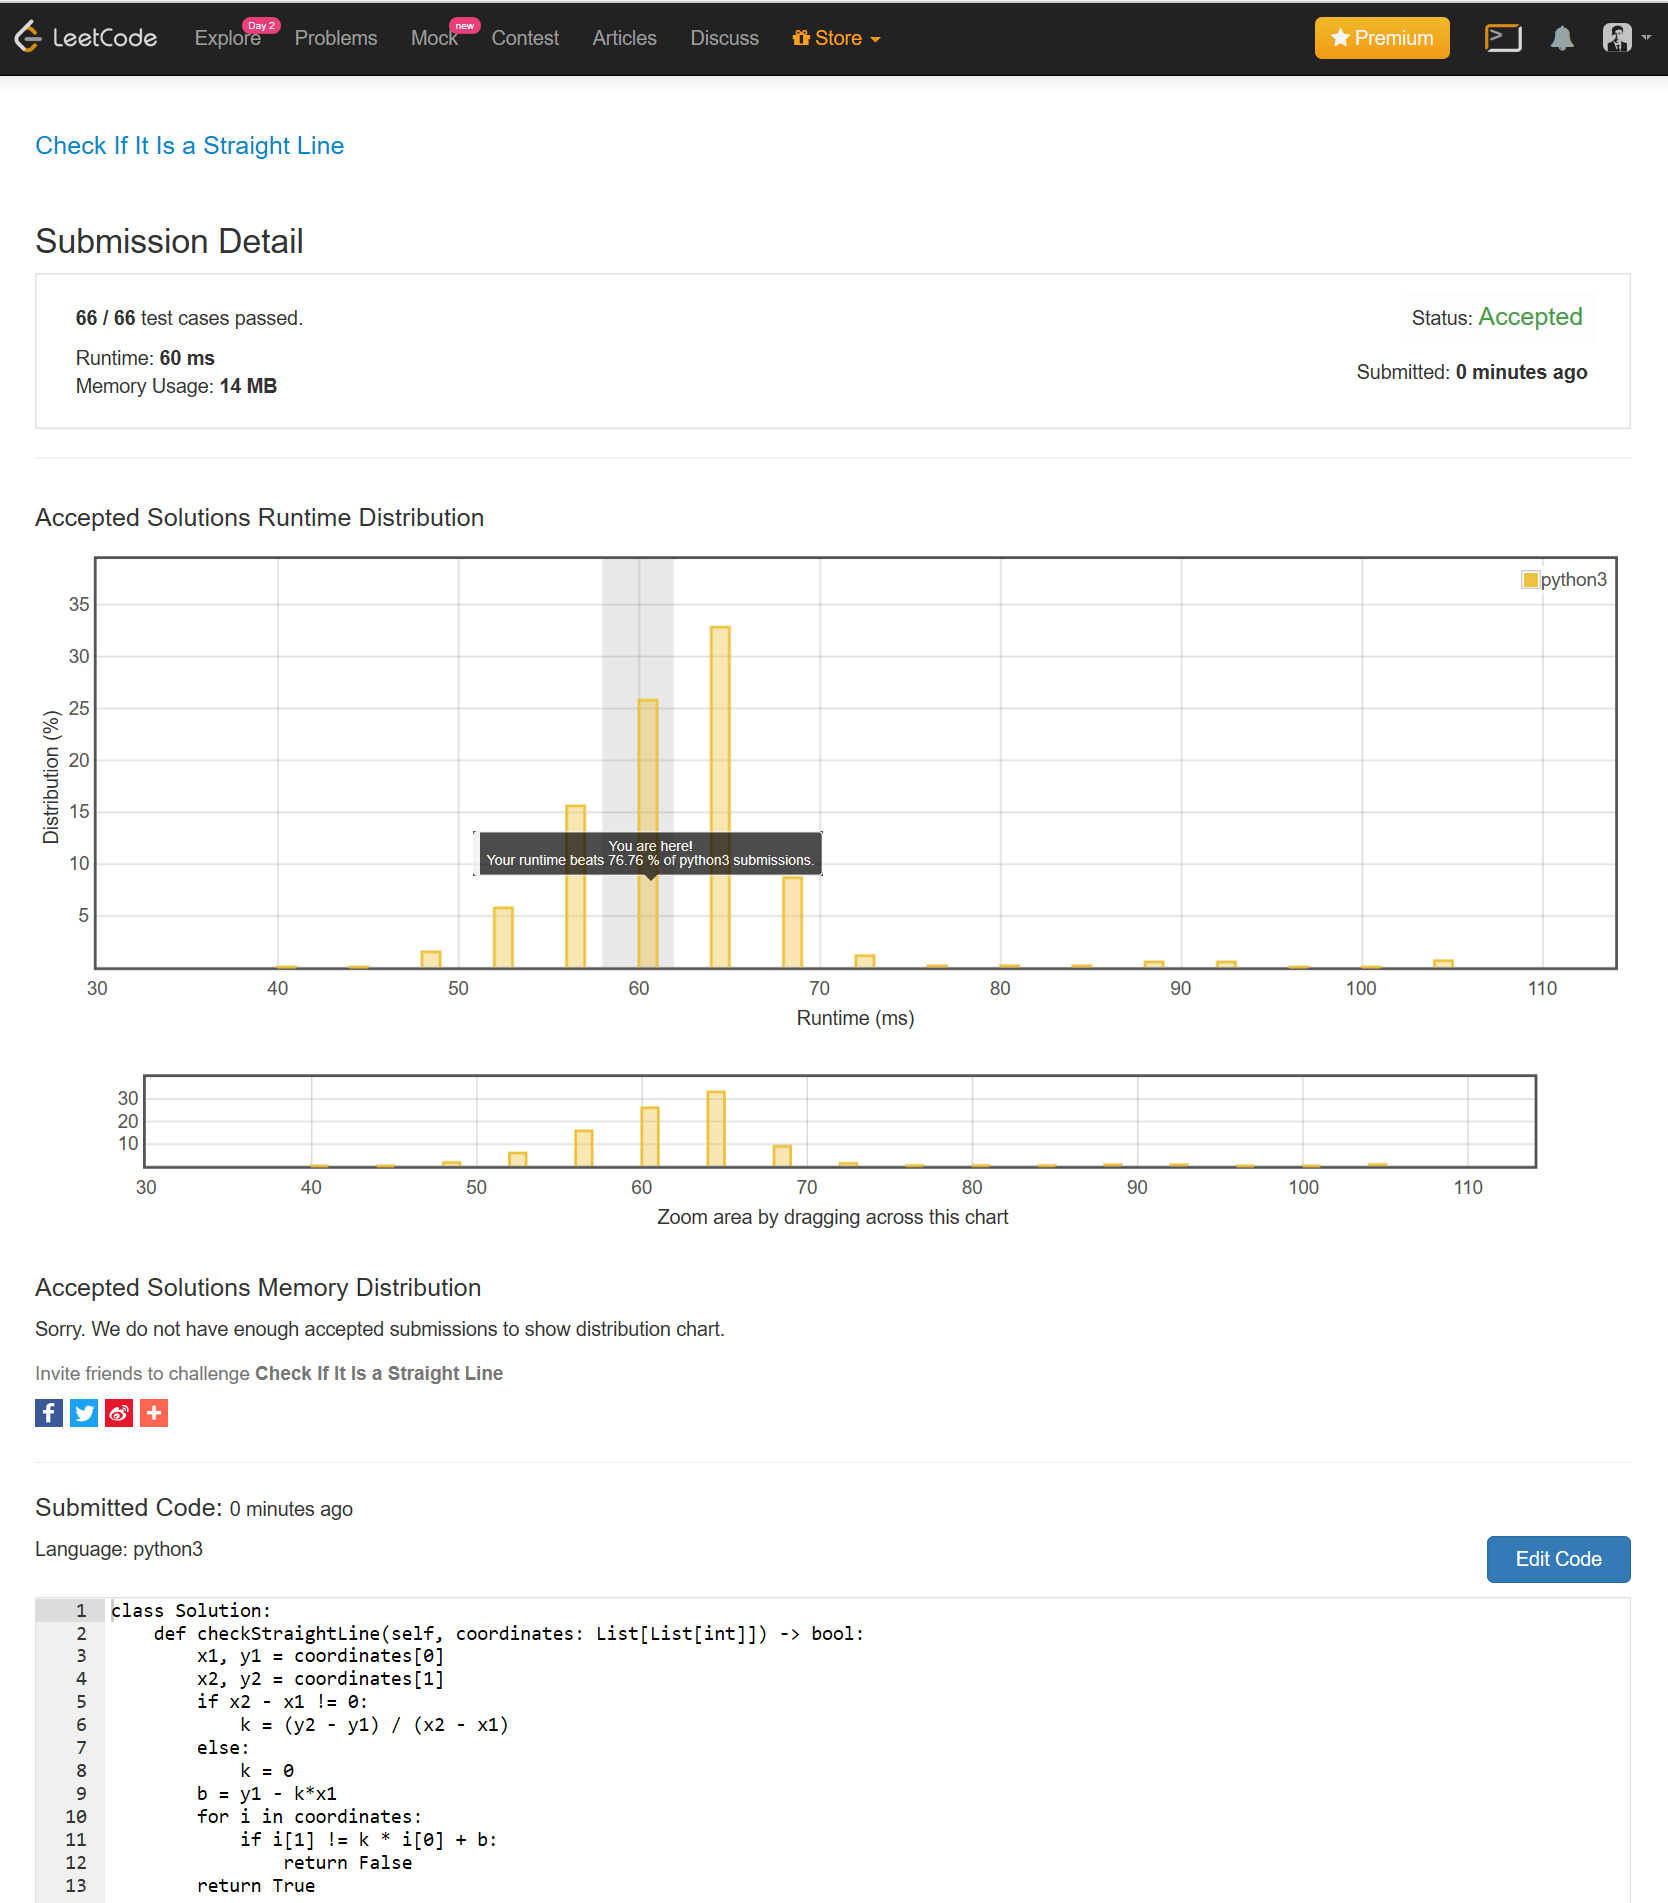 LeetCode Explore Day 2 Problems Mock new Contest Articles Discuss Store Premium
Check If It Is a Straight Line
Submission Detail
66 / 66 test cases passed.
Status: Accepted
Runtime: 60 ms
Memory Usage: 14 MB
Submitted: 0 minutes ago
Accepted Solutions Runtime Distribution
python3
35
30
25
20
15
10
5
Distribution (%)
You are here!
Your runtime beats 76.76 % of python3 submissions.
30 40 50 60 70 80 90 100 110
Runtime (ms)
30
20
10
30 40 50 60 70 80 90 100 110
Zoom area by dragging across this chart
Accepted Solutions Memory Distribution
Sorry. We do not have enough accepted submissions to show distribution chart.
Invite friends to challenge Check If It Is a Straight Line
Submitted Code: 0 minutes ago
Language: python3
Edit Code
1 class Solution:
2     def checkStraightLine(self, coordinates: List[List[int]]) -> bool:
3         x1, y1 = coordinates[0]
4         x2, y2 = coordinates[1]
5         if x2 - x1 != 0:
6             k = (y2 - y1) / (x2 - x1)
7         else:
8             k = 0
9         b = y1 - k*x1
10         for i in coordinates:
11             if i[1] != k * i[0] + b:
12                 return False
13         return True